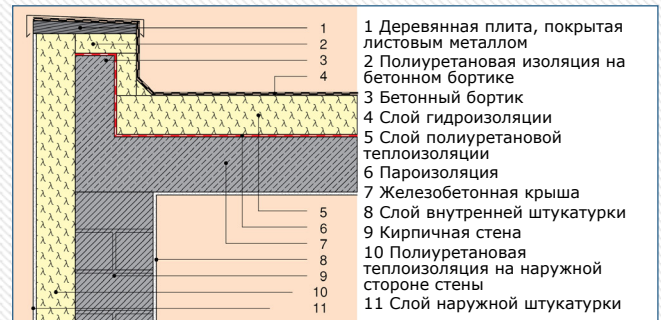 1
2
3
4
5
6
7
8
9
10
11
1 Деревянная плита, покрытая
листовым металлом
2 Полиуретановая изоляция на
бетонном бортике
3 Бетонный бортик
4 Слой гидроизоляции
5 Слой полиуретановой
теплоизоляции
6 Пароизоляция
7 Железобетонная крыша
8 Слой внутренней штукатурки
9 Кирпичная стена
10 Полиуретановая
теплоизоляция на наружной
стороне стены
11 Слой наружной штукатурки